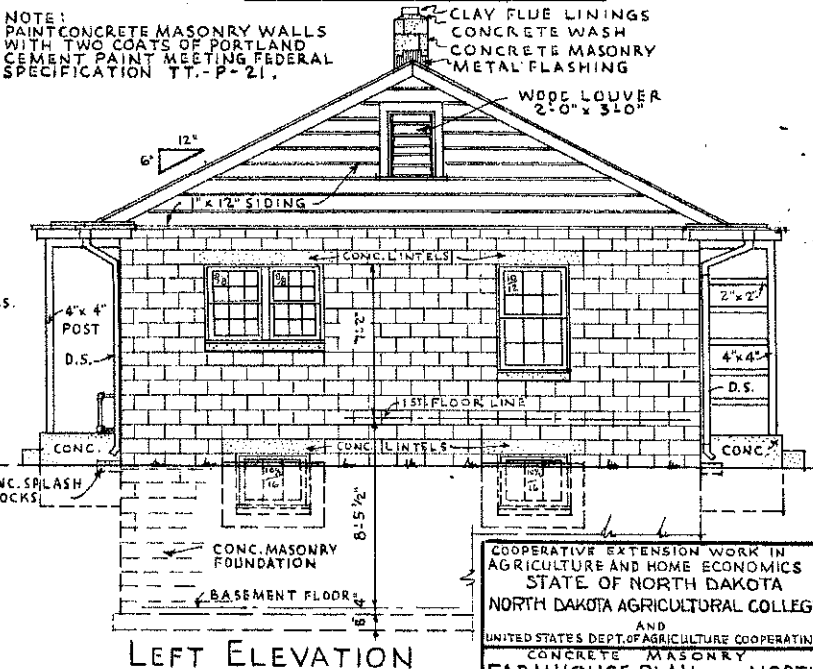 NOTE:
PAINT CONCRETE MASONRY WALLS
WITH TWO COATS OF PORTLAND
CEMENT PAINT MEETING FEDERAL
SPECIFICATION TT.-P-21.
CLAY FLUE LININGS
CONCRETE WASH
CONCRETE MASONRY
METAL FLASHING
WOOD LOUVER
2'-0" x 3'-0"
12"
6"
1" x 12" SIDING
CONC. LINTELS
S.
4" x 4"
POST
D.S.
7'-2"
2" x 2"
4" x 4"
D.S.
1ST. FLOOR LINE
CONC.
CONC. LINTELS
CONC.
NC. SPLASH
OCKS
8'-5 1/2"
CONC. MASONRY
FOUNDATION
BASEMENT FLOOR
LEFT ELEVATION
COOPERATIVE EXTENSION WORK IN
AGRICULTURE AND HOME ECONOMICS
STATE OF NORTH DAKOTA
NORTH DAKOTA AGRICULTURAL COLLEG
AND
UNITED STATES DEPT. OF AGRICULTURE COOPERATIN
CONCRETE MASONRY